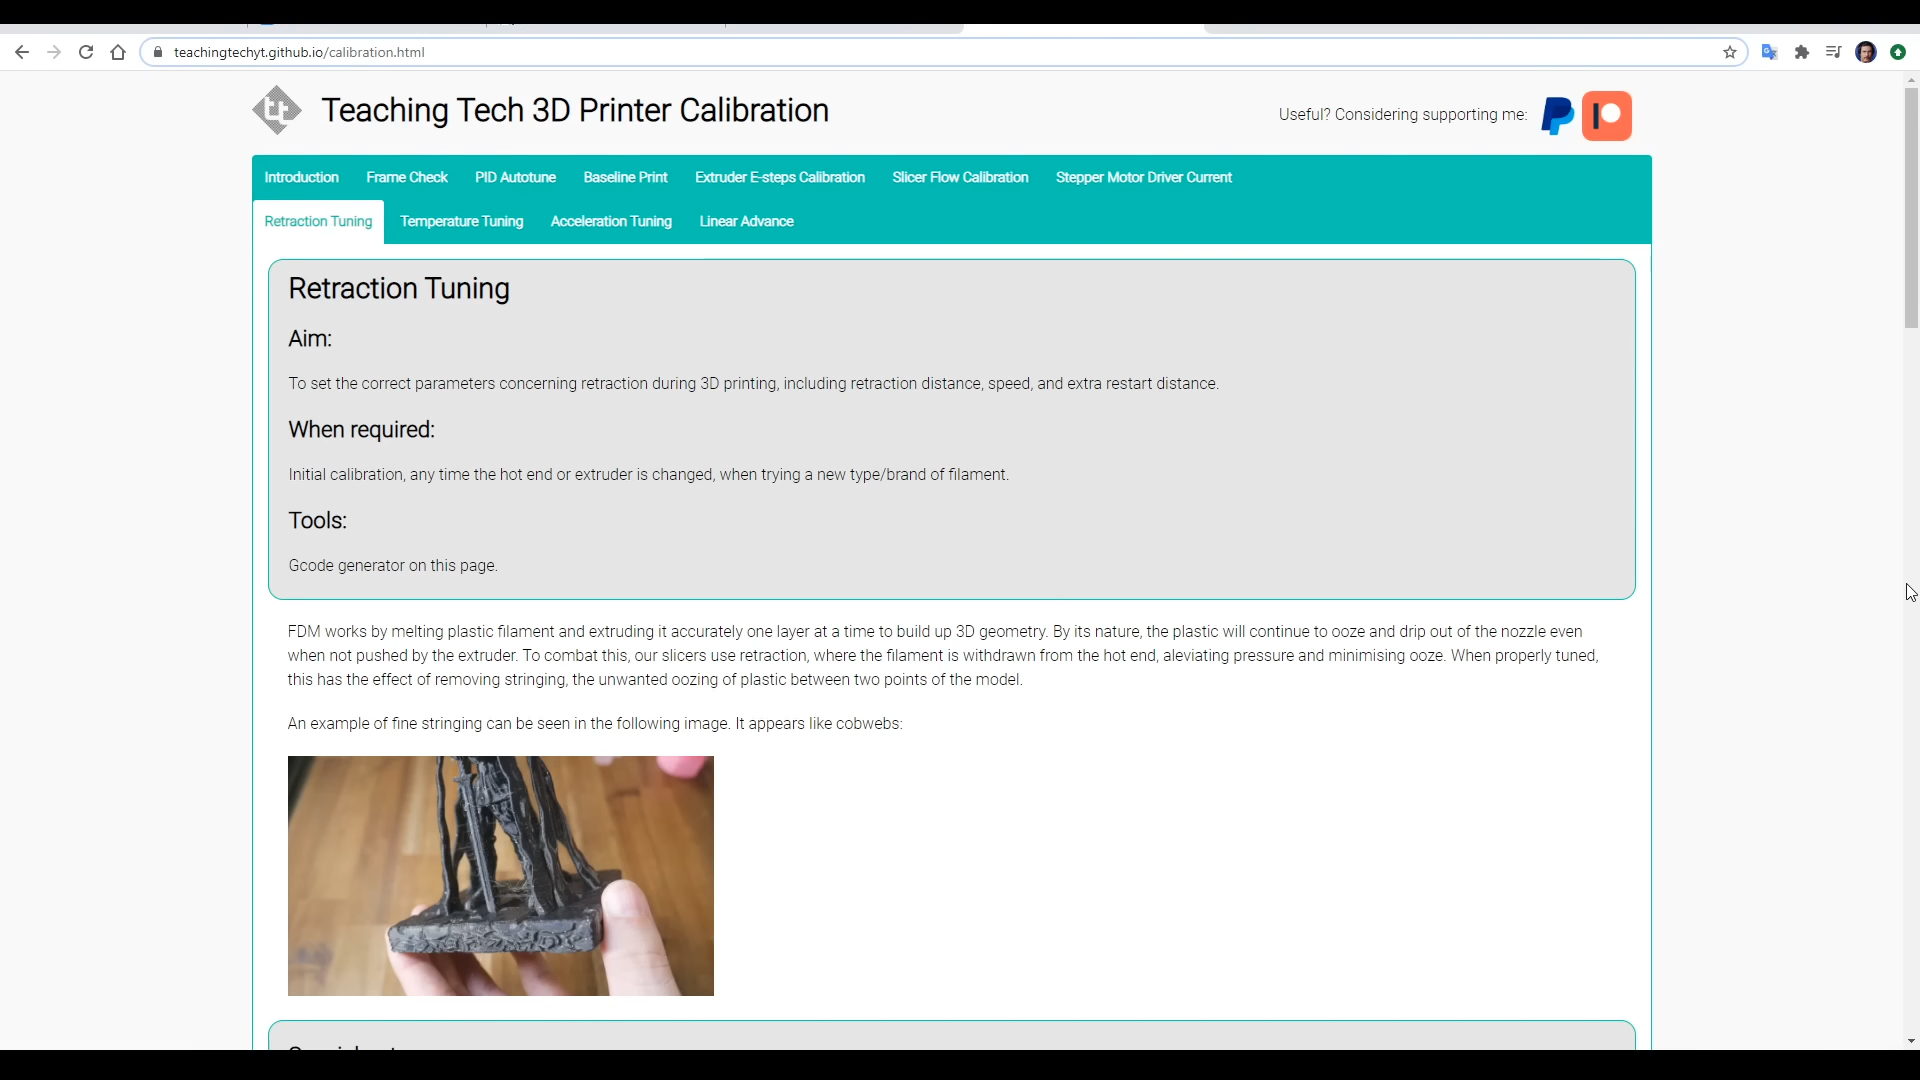 teachingtechyt.github.io/calibration.html
Teaching Tech 3D Printer Calibration
Useful? Considering supporting me:
Introduction Frame Check PID Autotune Baseline Print Extruder E-steps Calibration Slicer Flow Calibration Stepper Motor Driver Current
Retraction Tuning Temperature Tuning Acceleration Tuning Linear Advance
Retraction Tuning
Aim:
To set the correct parameters concerning retraction during 3D printing, including retraction distance, speed, and extra restart distance.
When required:
Initial calibration, any time the hot end or extruder is changed, when trying a new type/brand of filament.
Tools:
Gcode generator on this page.
FDM works by melting plastic filament and extruding it accurately one layer at a time to build up 3D geometry. By its nature, the plastic will continue to ooze and drip out of the nozzle even
when not pushed by the extruder. To combat this, our slicers use retraction, where the filament is withdrawn from the hot end, aleviating pressure and minimising ooze. When properly tuned,
this has the effect of removing stringing, the unwanted oozing of plastic between two points of the model.
An example of fine stringing can be seen in the following image. It appears like cobwebs: